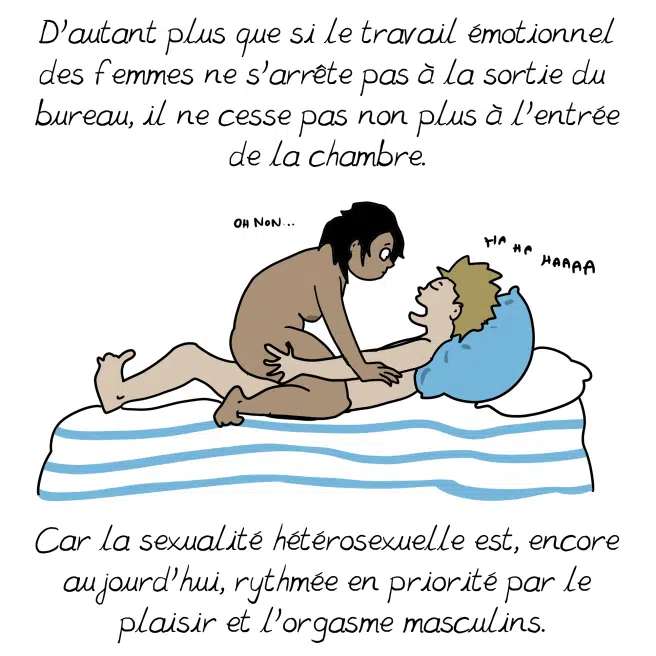 D'autant plus que si le travail émotionnel
des femmes ne s'arrête pas à la sortie du
bureau, il ne cesse pas non plus à l'entrée
de la chambre.
OH NON...
HA HA HAAAA
Car la sexualité hétérosexuelle est, encore
aujourd'hui, rythmée en priorité par le
plaisir et l'orgasme masculins.